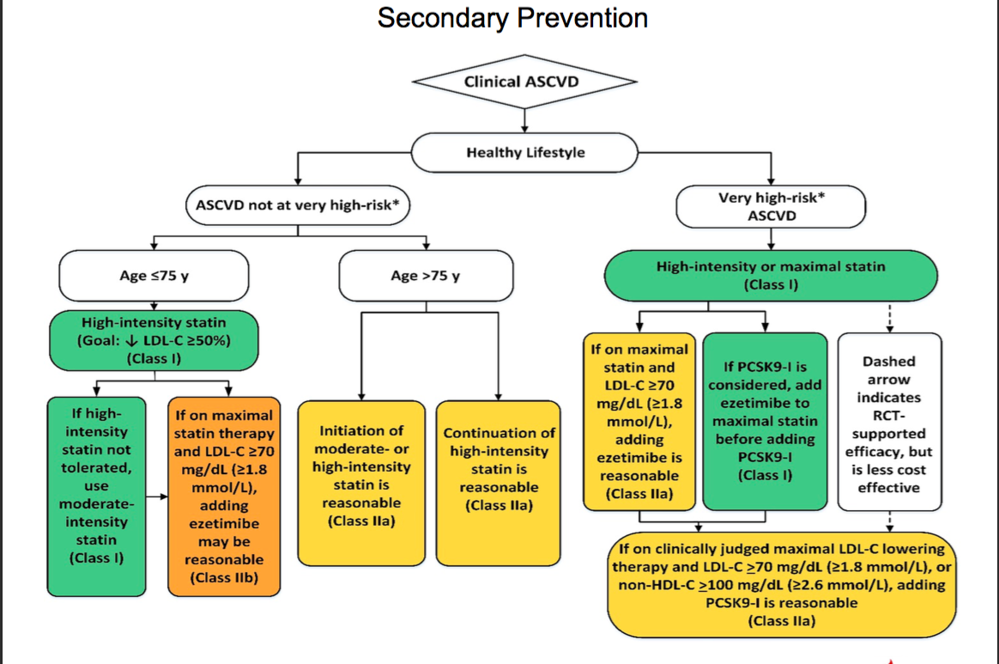 Secondary Prevention
Clinical ASCVD
Healthy Lifestyle
ASCVD not at very high-risk*
Very high-risk*
ASCVD
Age ≤75 y
Age >75 y
High-intensity or maximal statin
(Class I)
High-intensity statin
(Goal: ↓ LDL-C ≥50%)
(Class I)
If high-
intensity
statin not
tolerated,
use
moderate-
intensity
statin
(Class I)
If on maximal
statin therapy
and LDL-C ≥70
mg/dL (≥1.8
mmol/L),
adding
ezetimibe
may be
reasonable
(Class IIb)
Initiation of
moderate- or
high-intensity
statin is
reasonable
(Class IIa)
Continuation of
high-intensity
statin is
reasonable
(Class IIa)
If on maximal
statin and
LDL-C ≥70
mg/dL (≥1.8
mmol/L),
adding
ezetimibe is
reasonable
(Class IIa)
If PCSK9-I is
considered, add
ezetimibe to
maximal statin
before adding
PCSK9-I
(Class I)
Dashed
arrow
indicates
RCT-
supported
efficacy, but
is less cost
effective
If on clinically judged maximal LDL-C lowering
therapy and LDL-C ≥70 mg/dL (≥1.8 mmol/L), or
non-HDL-C ≥100 mg/dL (≥2.6 mmol/L), adding
PCSK9-I is reasonable
(Class IIa)